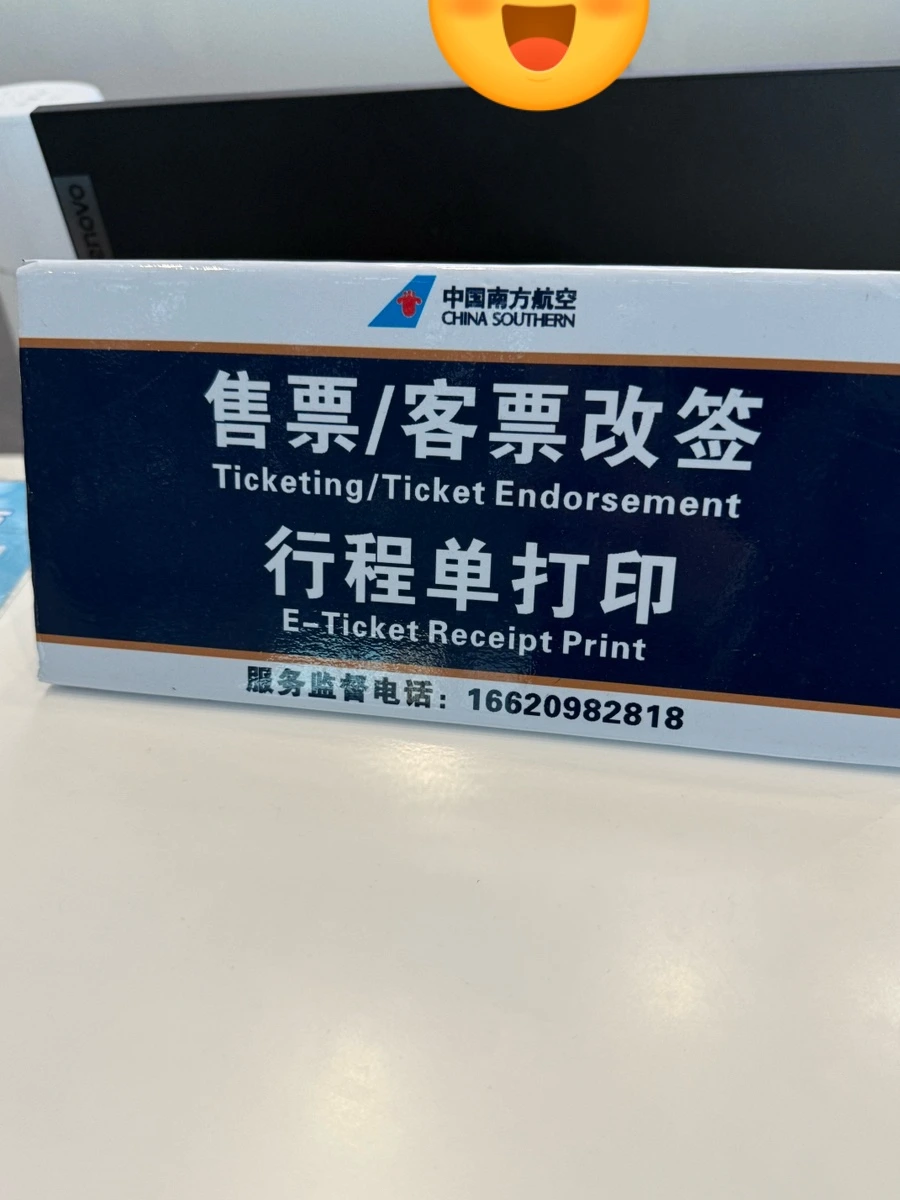 lenovo
中国南方航空
CHINA SOUTHERN
售票/客票改签
Ticketing/Ticket Endorsement
行程单打印
E-Ticket Receipt Print
服务监督电话：16620982818